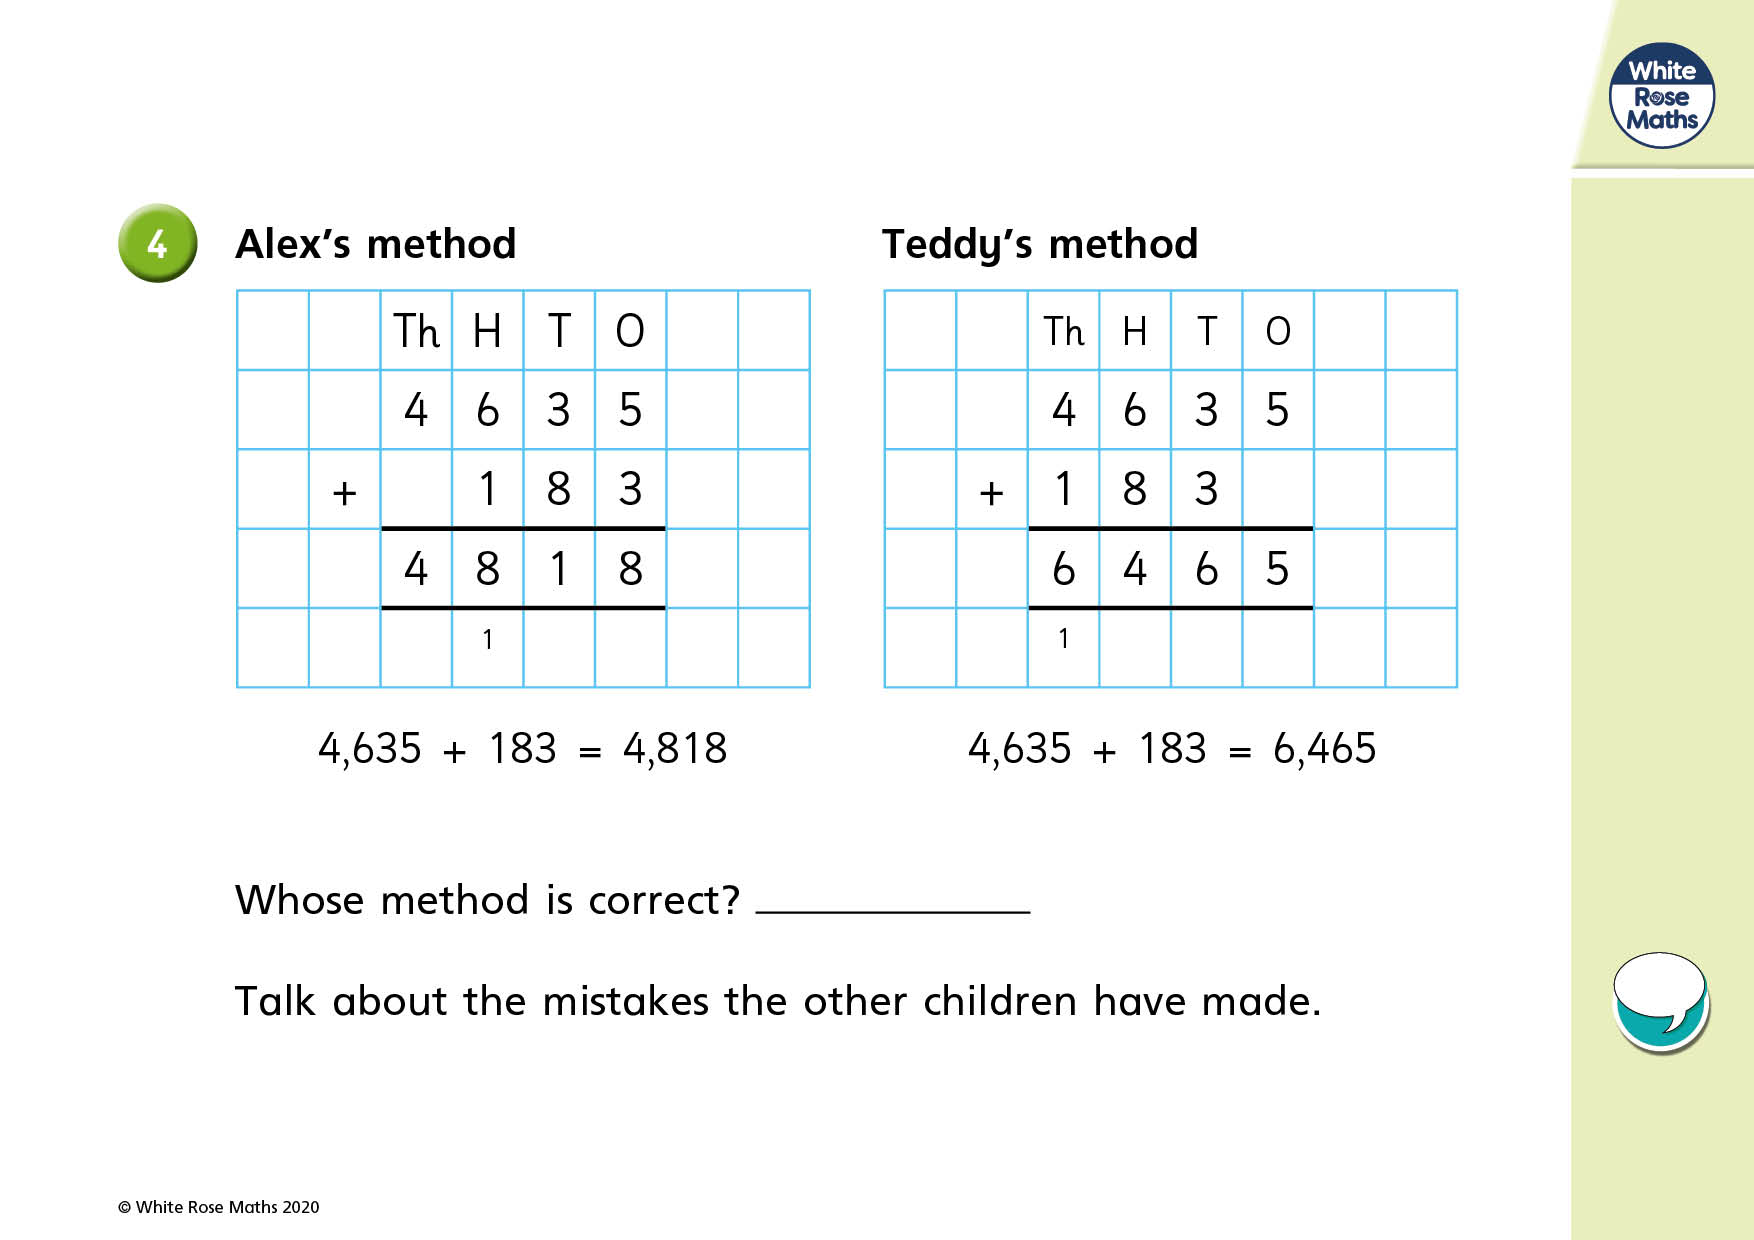 White
Rose
Maths
4
Alex's method
Th H T O
4 6 3 5
+ 1 8 3
4 8 1 8
1
4,635 + 183 = 4,818
Teddy's method
Th H T O
4 6 3 5
+ 1 8 3
6 4 6 5
1
4,635 + 183 = 6,465
Whose method is correct? ____________
Talk about the mistakes the other children have made.
© White Rose Maths 2020